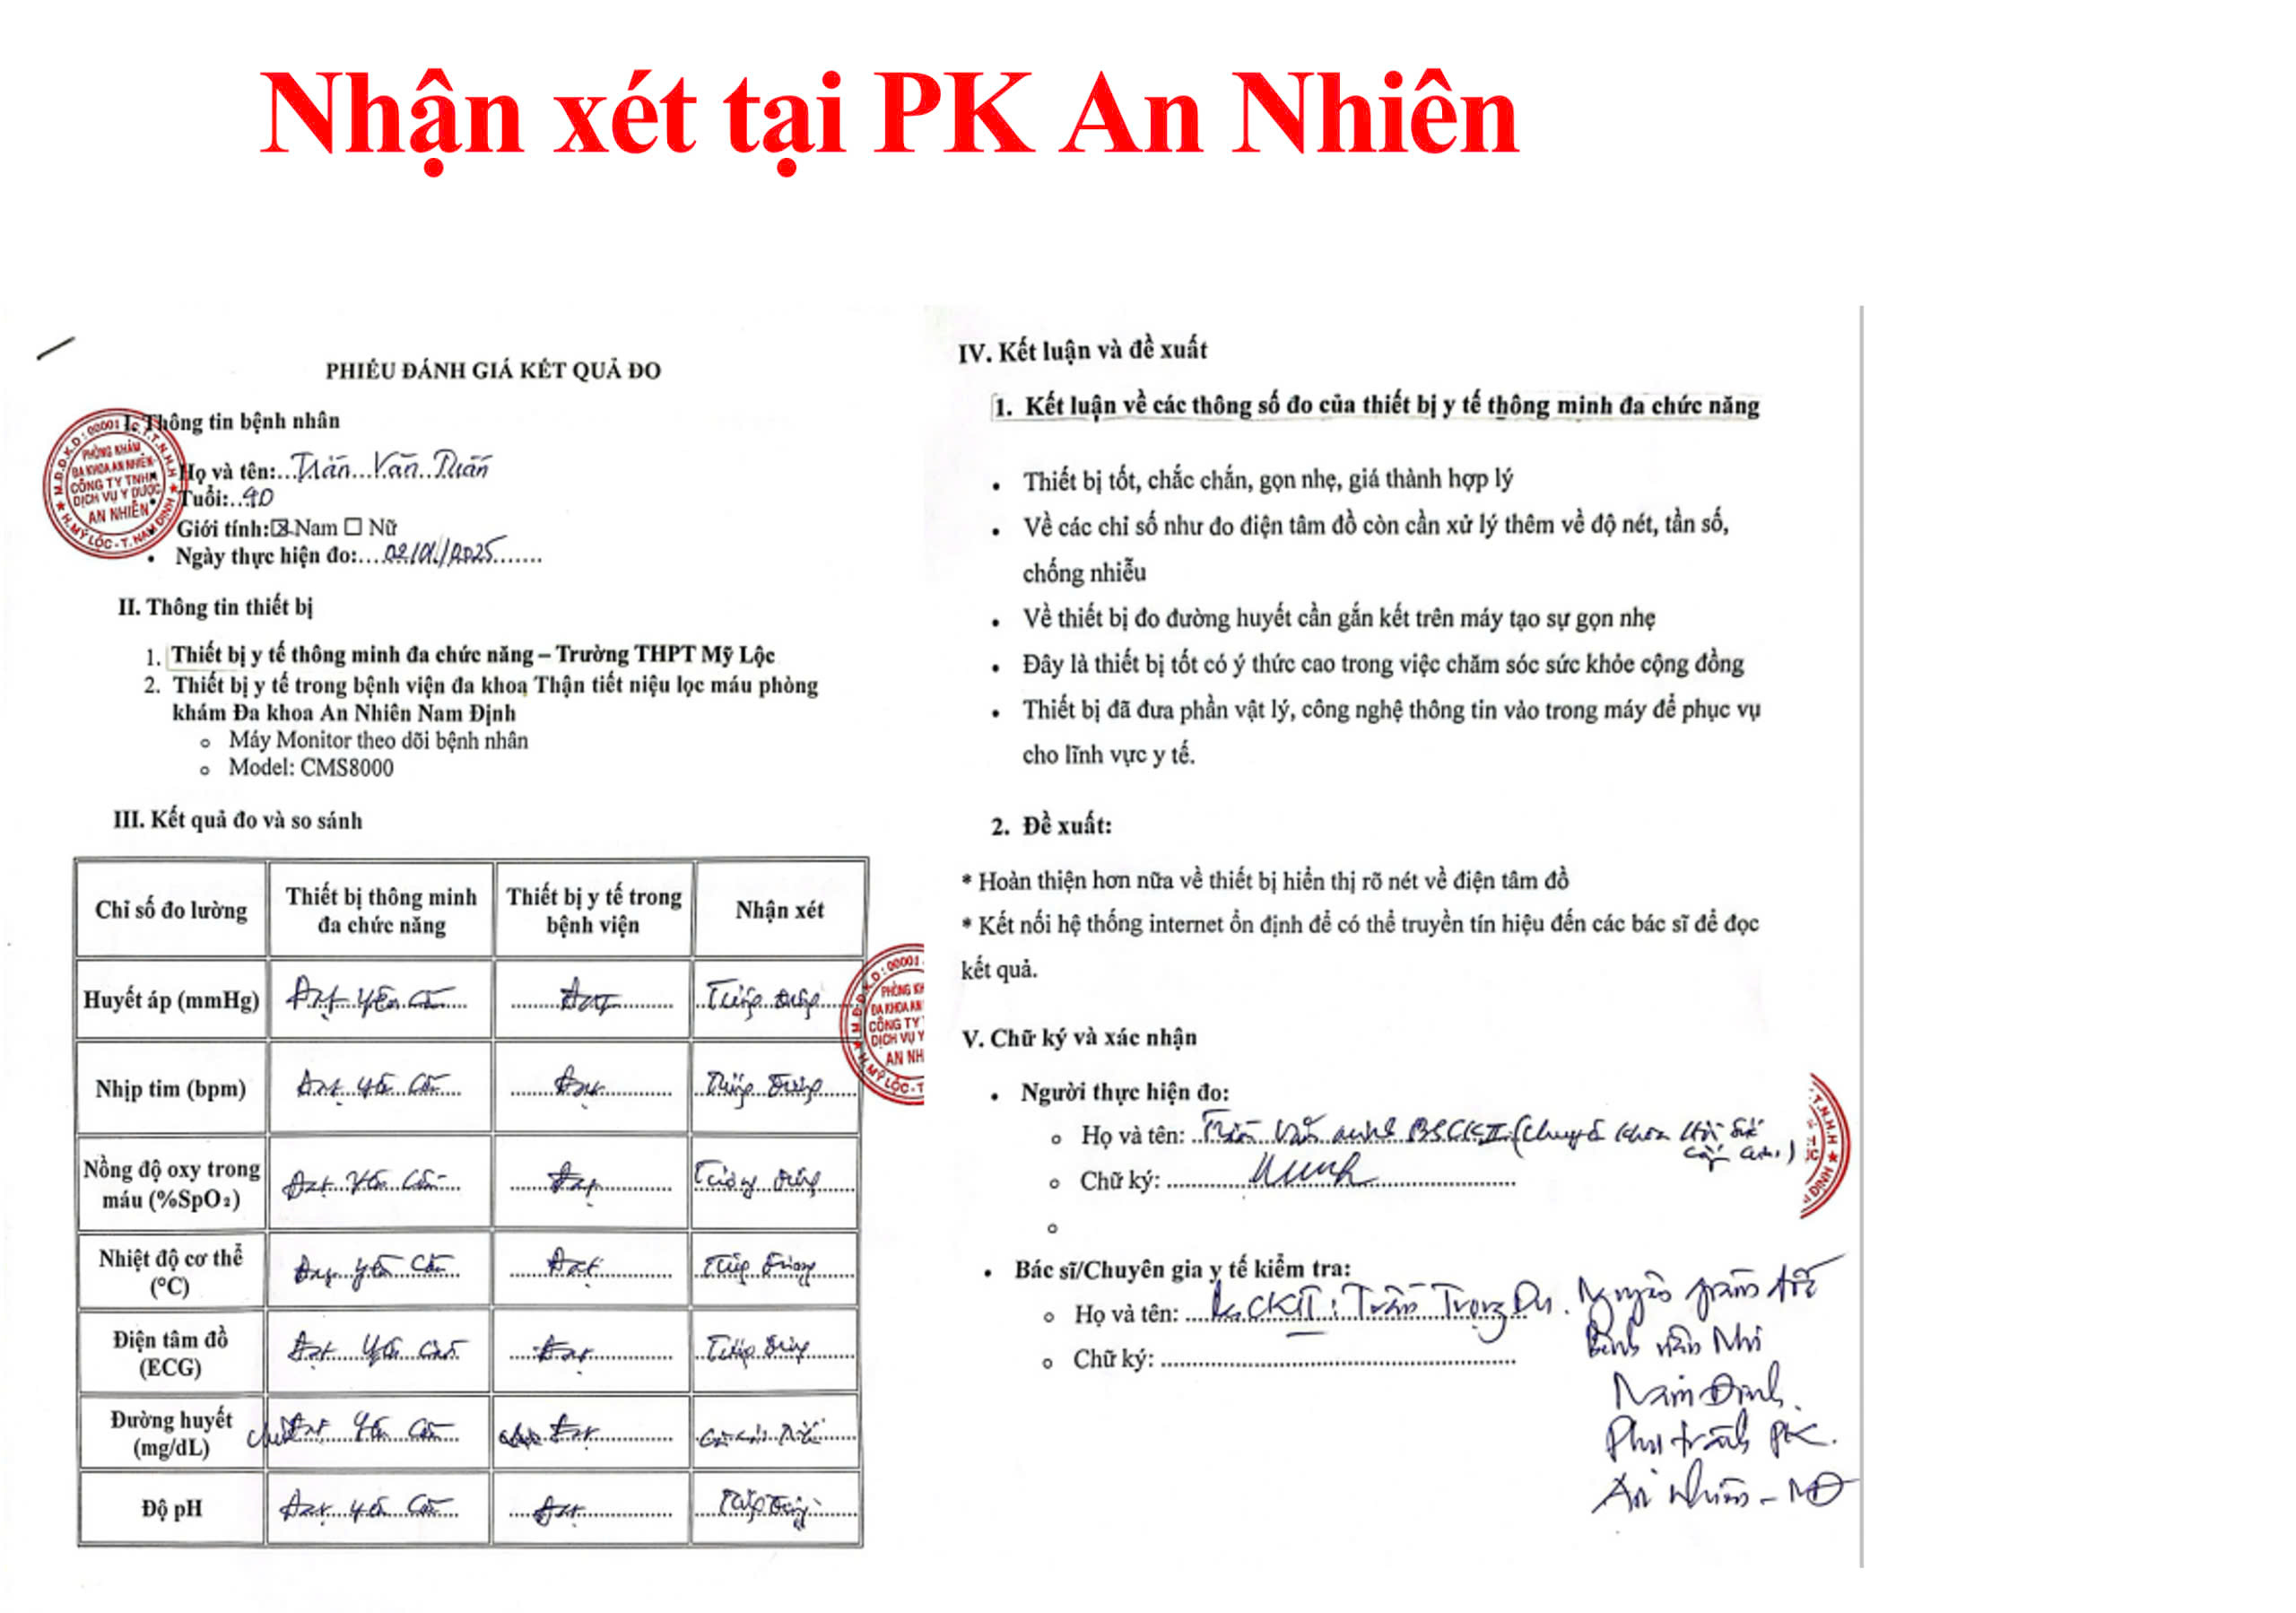 Nhận xét tại PK An Nhiên
PHIẾU ĐÁNH GIÁ KẾT QUẢ ĐO
I. Thông tin bệnh nhân
Họ và tên: Trần Văn Tuấn
Tuổi:
Giới tính: ☒ Nam ☐ Nữ
Ngày thực hiện đo: 02/01/2025
II. Thông tin thiết bị
1. Thiết bị y tế thông minh đa chức năng – Trường THPT Mỹ Lộc
2. Thiết bị y tế trong bệnh viện đa khoa Thận tiết niệu lọc máu phòng
khám Đa khoa An Nhiên Nam Định
Máy Monitor theo dõi bệnh nhân
Model: CMS8000
III. Kết quả đo và so sánh
Chỉ số đo lường | Thiết bị thông minh đa chức năng | Thiết bị y tế trong bệnh viện | Nhận xét
Huyết áp (mmHg) | Đạt yêu cầu | Đạt | Tương đương
Nhịp tim (bpm) | Đạt yêu cầu | Đạt | Tương đương
Nồng độ oxy trong máu (%SpO₂) | Đạt yêu cầu | Đạt | Tương đương
Nhiệt độ cơ thể (°C) | Đạt yêu cầu | Đạt | Tương đương
Điện tâm đồ (ECG) | Đạt yêu cầu | Đạt | Tương đương
Đường huyết (mg/dL) | Đạt yêu cầu | Đạt
Độ pH | Đạt yêu cầu | Đạt | Tương đương
PHÒNG KHÁM
ĐA KHOA AN NHIÊN
CÔNG TY TNHH
DỊCH VỤ Y DƯỢC
AN NHIÊN
H. MỸ LỘC - T. NAM ĐỊNH
IV. Kết luận và đề xuất
1. Kết luận về các thông số đo của thiết bị y tế thông minh đa chức năng
Thiết bị tốt, chắc chắn, gọn nhẹ, giá thành hợp lý
Về các chỉ số như đo điện tâm đồ còn cần xử lý thêm về độ nét, tần số,
chống nhiễu
Về thiết bị đo đường huyết cần gắn kết trên máy tạo sự gọn nhẹ
Đây là thiết bị tốt có ý thức cao trong việc chăm sóc sức khỏe cộng đồng
Thiết bị đã đưa phần vật lý, công nghệ thông tin vào trong máy để phục vụ
cho lĩnh vực y tế.
2. Đề xuất:
* Hoàn thiện hơn nữa về thiết bị hiển thị rõ nét về điện tâm đồ
* Kết nối hệ thống internet ổn định để có thể truyền tín hiệu đến các bác sĩ để đọc
kết quả.
V. Chữ ký và xác nhận
Người thực hiện đo:
Họ và tên: Trần Văn BSCKII (chuyên khoa Hồi sức
cấp cứu)
Chữ ký:
Bác sĩ/Chuyên gia y tế kiểm tra:
Họ và tên: Bs.CKII: Trần Trọng Dư. Nguyên giám đốc
Bệnh viện Nhi
Nam Định.
Phụ trách PK.
An Nhiên - NĐ
Chữ ký: